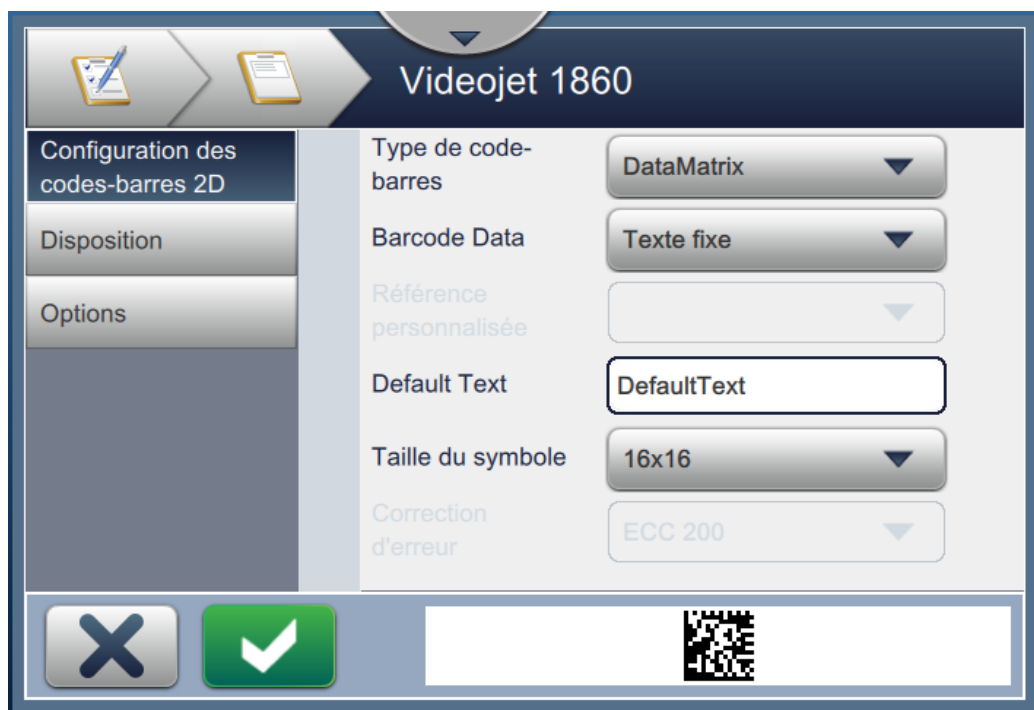 Videojet 1860
Configuration des
codes-barres 2D
Disposition
Options
Type de code-
barres
DataMatrix
Barcode Data
Texte fixe
Référence
personnalisée
Default Text
DefaultText
Taille du symbole
16x16
Correction
d'erreur
ECC 200